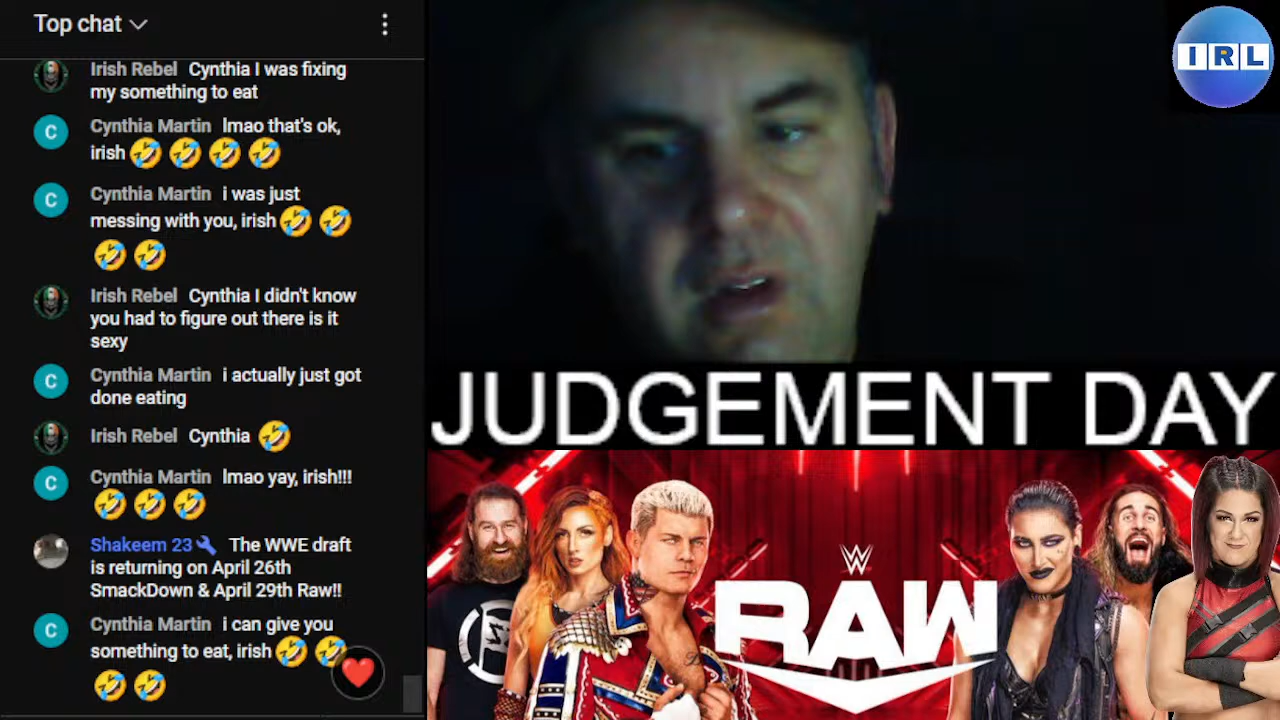 Top chat
Irish Rebel Cynthia I was fixing
my something to eat
Cynthia Martin lmao that's ok,
irish
Cynthia Martin i was just
messing with you, irish
Irish Rebel Cynthia I didn't know
you had to figure out there is it
sexy
Cynthia Martin i actually just got
done eating
Irish Rebel Cynthia
Cynthia Martin lmao yay, irish!!!
Shakeem 23 The WWE draft
is returning on April 26th
SmackDown & April 29th Raw!!
Cynthia Martin i can give you
something to eat, irish
C
C
C
C
C
C
IRL
JUDGEMENT DAY
W
RAW